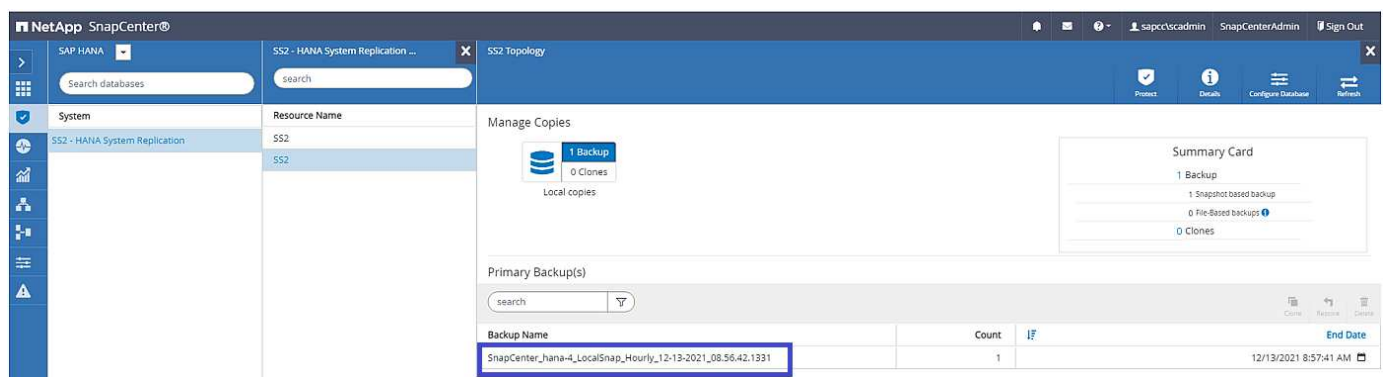 NetApp SnapCenter®
sapcc\scadmin SnapCenterAdmin Sign Out
SAP HANA
Search databases
System
SS2 - HANA System Replication
SS2 - HANA System Replication ...
search
Resource Name
SS2
SS2
SS2 Topology
Protect Details Configure Database Refresh
Manage Copies
1 Backup
0 Clones
Local copies
Summary Card
1 Backup
1 Snapshot based backup
0 File-Based backups
0 Clones
Primary Backup(s)
search
Clone Restore Delete
Backup Name Count End Date
SnapCenter_hana-4_LocalSnap_Hourly_12-13-2021_08.56.42.1331 1 12/13/2021 8:57:41 AM